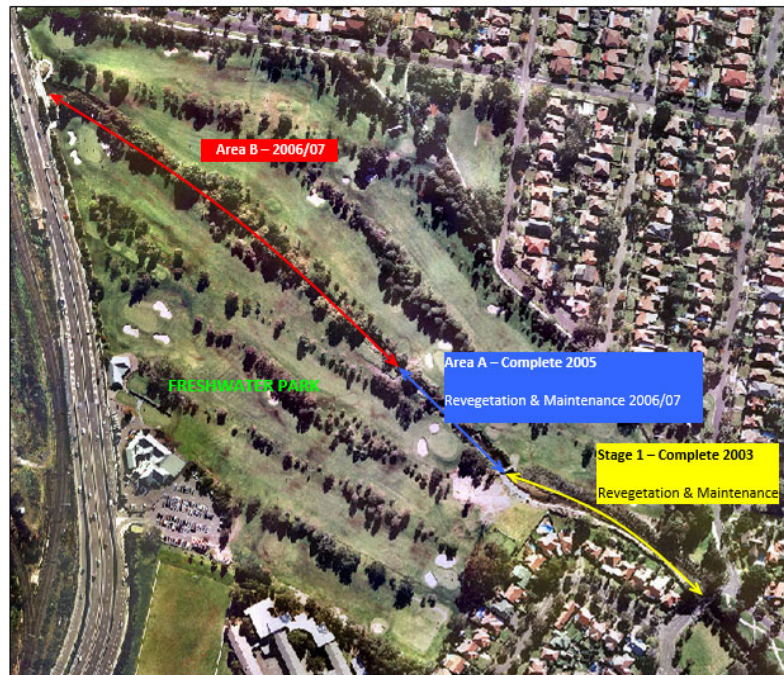 Area B – 2006/07
Area A – Complete 2005
Revegetation & Maintenance 2006/07
FRESHWATER PARK
Stage 1 – Complete 2003
Revegetation & Maintenance